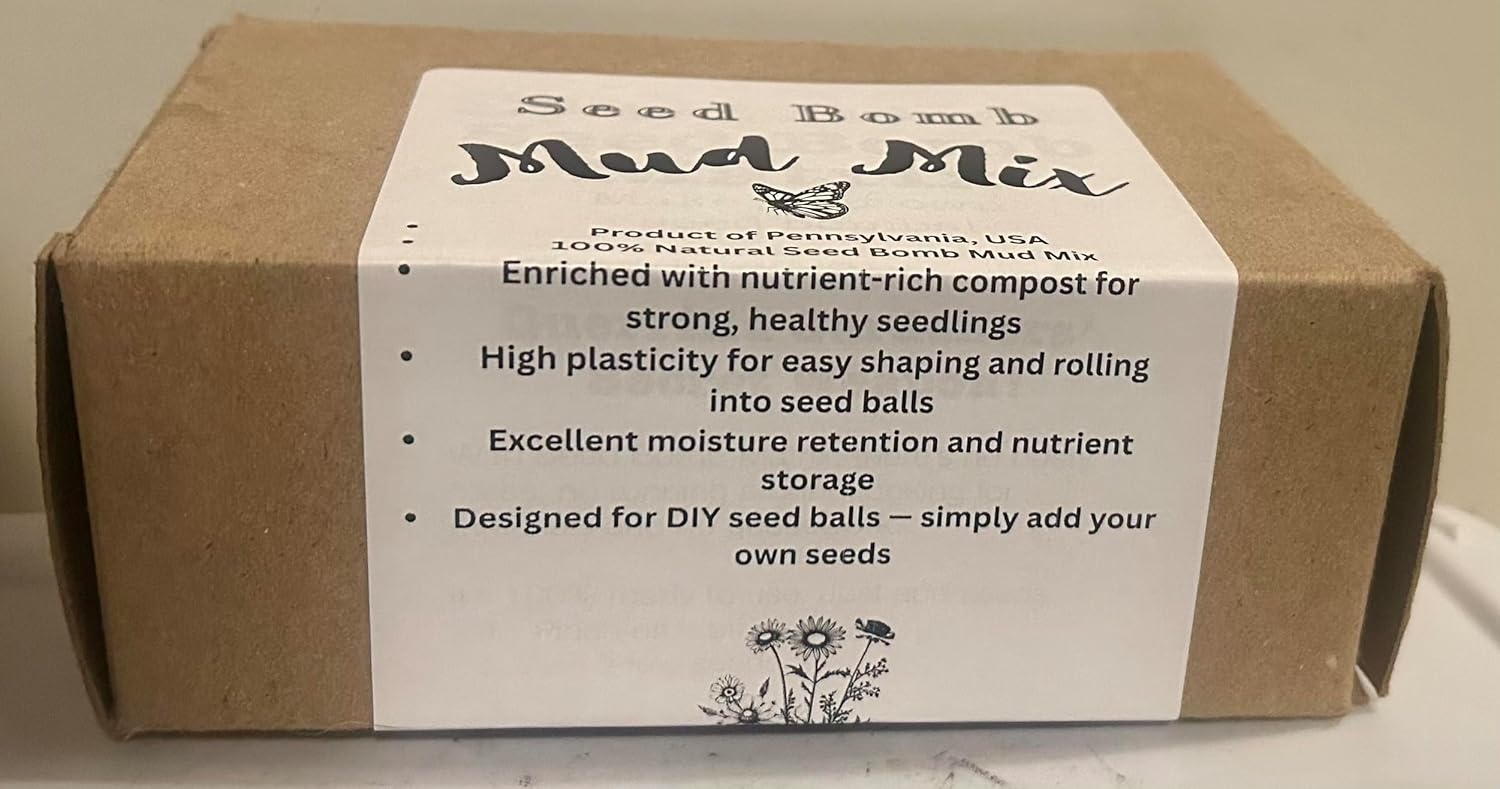 Seed Bomb
Mud Mix
• Product of Pennsylvania, USA
• 100% Natural Seed Bomb Mud Mix
• Enriched with nutrient-rich compost for
strong, healthy seedlings
• High plasticity for easy shaping and rolling
into seed balls
• Excellent moisture retention and nutrient
storage
• Designed for DIY seed balls – simply add your
own seeds